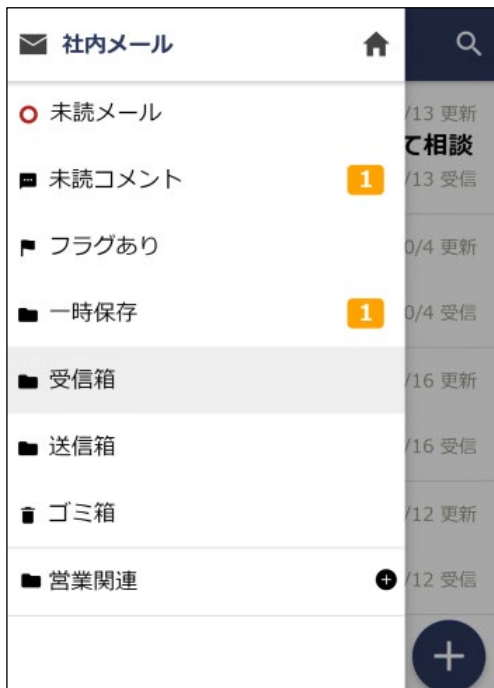 社内メール
未読メール
/13 更新
て相談
未読コメント 1
/13 受信
フラグあり
0/4 更新
一時保存 1
0/4 受信
受信箱
/16 更新
送信箱
/16 受信
ゴミ箱
/12 更新
営業関連
/12 受信